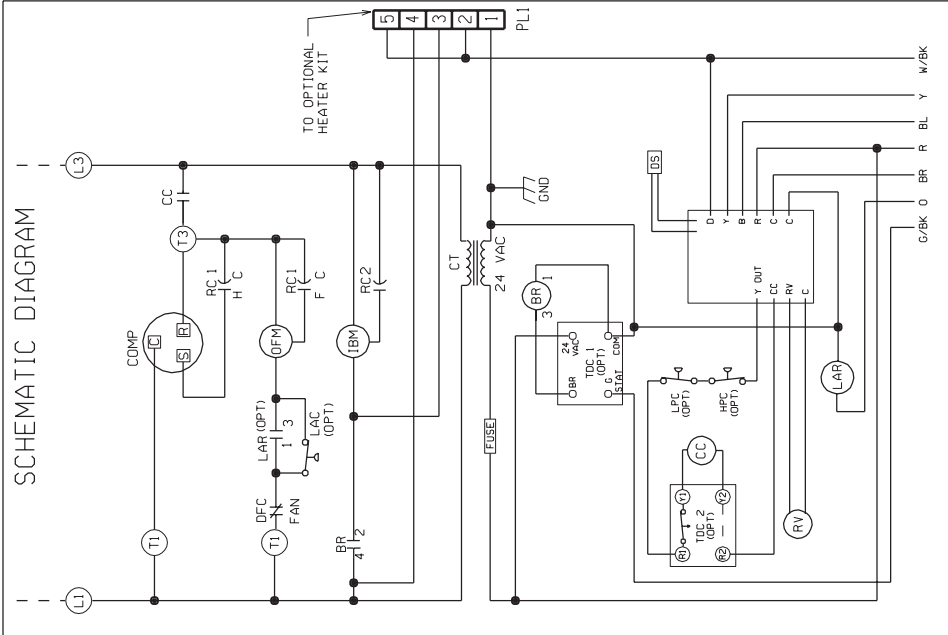 SCHEMATIC DIAGRAM
L1
L3
T1
COMP
C
S
R
T3
CC
RC 1
H C
T1
DFC
FAN
LAR (OPT)
1 3
LAC
(OPT)
OFM
RC1
F C
BR
4 2
IBM
RC2
TO OPTIONAL
HEATER KIT
5
4
3
2
1
PL1
CT
24 VAC
GND
FUSE
BR
3 1
24
VAC
BR
TDC 1
(OPT)
G
STAT
COM
DS
D
Y
B
R
C
C
Y OUT
CC
RV
C
LPC
(OPT)
HPC
(OPT)
LAR
CC
R1
Y1
TDC 2
(OPT)
R2
Y2
RV
W/BK
Y
BL
R
BR
O
G/BK